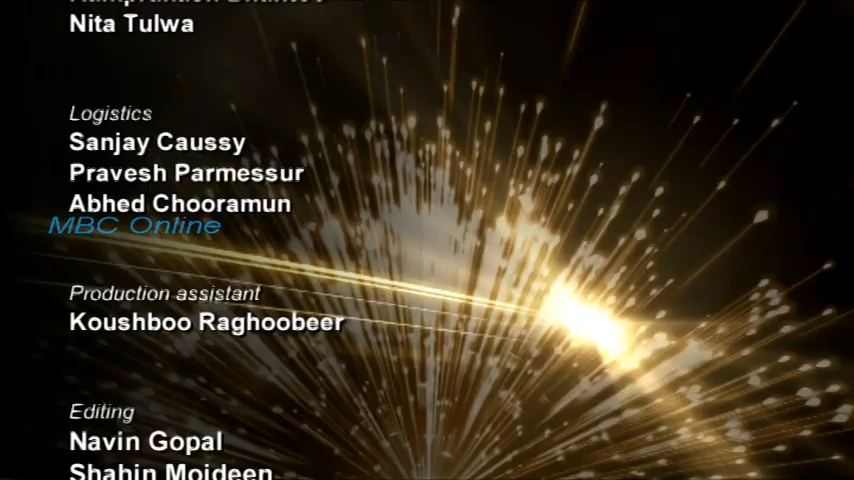 Nita Tulwa
Logistics
Sanjay Caussy
Pravesh Parmessur
Abhed Chooramun
MBC Online
Production assistant
Koushboo Raghoobeer
Editing
Navin Gopal
Shahin Moideen